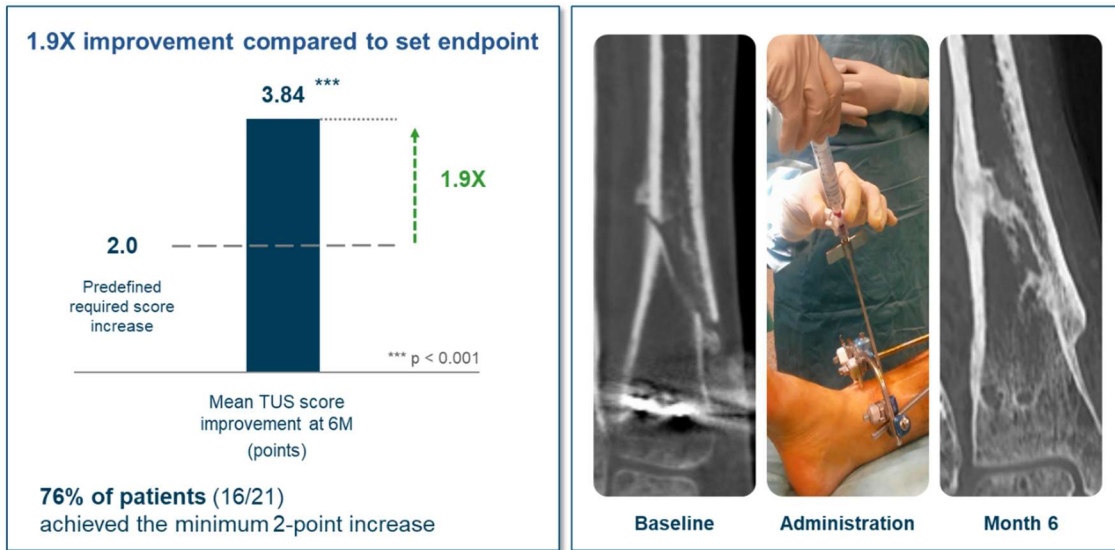 1.9X improvement compared to set endpoint
3.84 ***
1.9X
2.0
Predefined
required score
increase
*** p < 0.001
Mean TUS score
improvement at 6M
(points)
76% of patients (16/21)
achieved the minimum 2-point increase
Baseline
Administration
Month 6